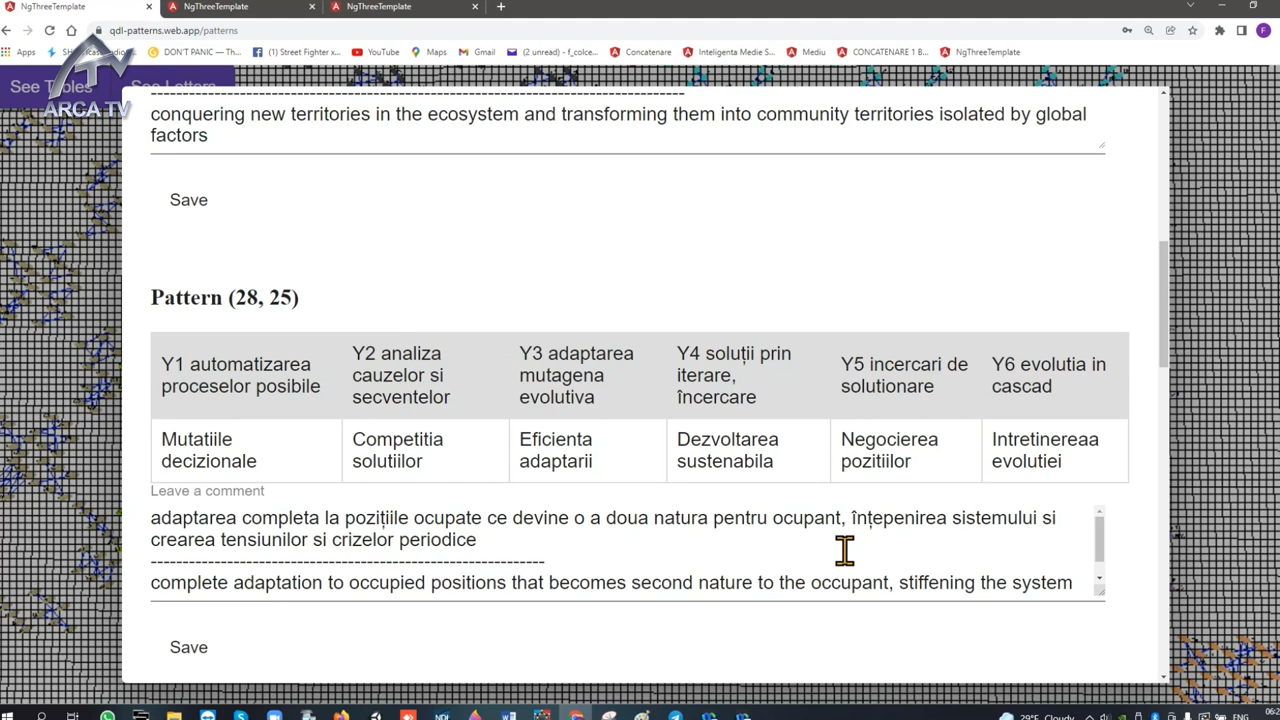 NgThreeTemplate
NgThreeTemplate
NgThreeTemplate
qdl-patterns.web.app/patterns
Apps
DON'T PANIC — Th...
(1) Street Fighter x...
YouTube
Maps
Gmail
(2 unread) - f_colce...
Concatenare
Inteligenta Medie S...
Mediu
CONCATENARE 1 B...
NgThreeTemplate
See Tables
See Letters
ARCA TV
conquering new territories in the ecosystem and transforming them into community territories isolated by global
factors
Save
Pattern (28, 25)
Y1 automatizarea proceselor posibile
Y2 analiza cauzelor si secventelor
Y3 adaptarea mutagena evolutiva
Y4 soluții prin iterare, încercare
Y5 incercari de solutionare
Y6 evolutia in cascad
Mutatiile decizionale
Competitia solutiilor
Eficienta adaptarii
Dezvoltarea sustenabila
Negocierea pozitiilor
Intretinereaa evolutiei
Leave a comment
adaptarea completa la pozițiile ocupate ce devine o a doua natura pentru ocupant, înțepenirea sistemului si
crearea tensiunilor si crizelor periodice
-----------------------------------------------------------
complete adaptation to occupied positions that becomes second nature to the occupant, stiffening the system
Save
29°F Cloudy
ENG